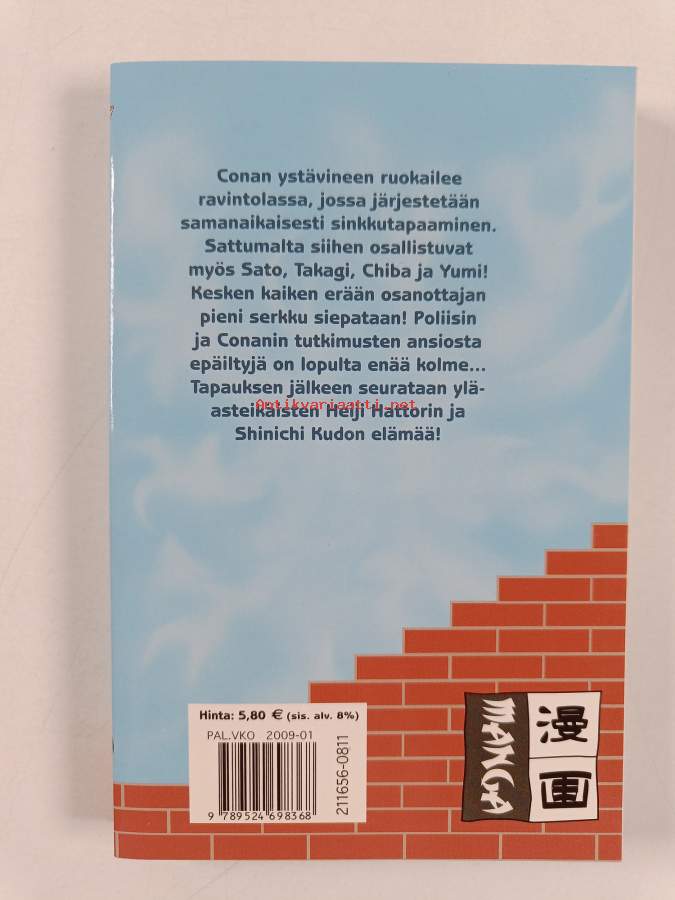 Conan ystävineen ruokailee
ravintolassa, jossa järjestetään
samanaikaisesti sinkkutapaaminen.
Sattumalta siihen osallistuvat
myös Sato, Takagi, Chiba ja Yumi!
Kesken kaiken erään osanottajan
pieni serkku siepataan! Poliisin
ja Conanin tutkimusten ansiosta
epäiltyjä on lopulta enää kolme...
Tapauksen jälkeen seurataan ylä-
Antikvariaatti.net
asteikäisten Heiji Hattorin ja
Shinichi Kudon elämää!
Hinta: 5,80 € (sis. alv. 8%)
PAL.VKO 2009-01
211656-0811
9 789524 698368
MANGA
漫画